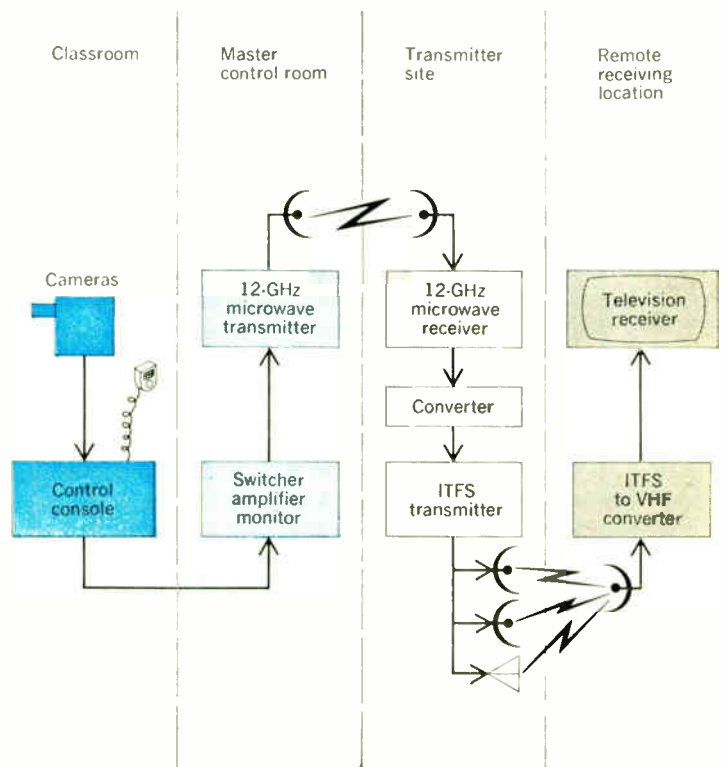 Classroom
Master
control room
Transmitter
site
Remote
receiving
location
Cameras
12-GHz
microwave
transmitter
12-GHz
microwave
receiver
Television
receiver
Converter
Control
console
Switcher
amplifier
monitor
ITFS
transmitter
ITFS
to VHF
converter